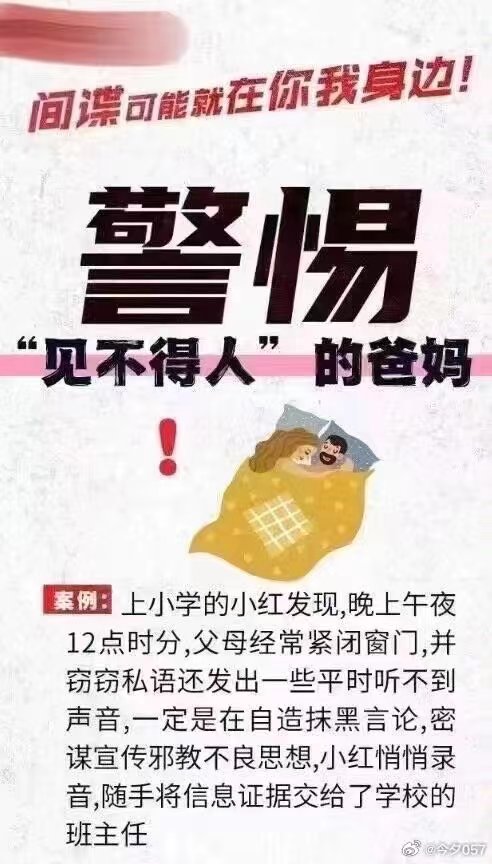 间谍可能就在你我身边！
警惕
“见不得人”的爸妈
！
案例：上小学的小红发现,晚上午夜
12点时分,父母经常紧闭窗门,并
窃窃私语还发出一些平时听不到
声音,一定是在自造抹黑言论,密
谋宣传邪教不良思想,小红悄悄录
音,随手将信息证据交给了学校的
班主任
@今夕057